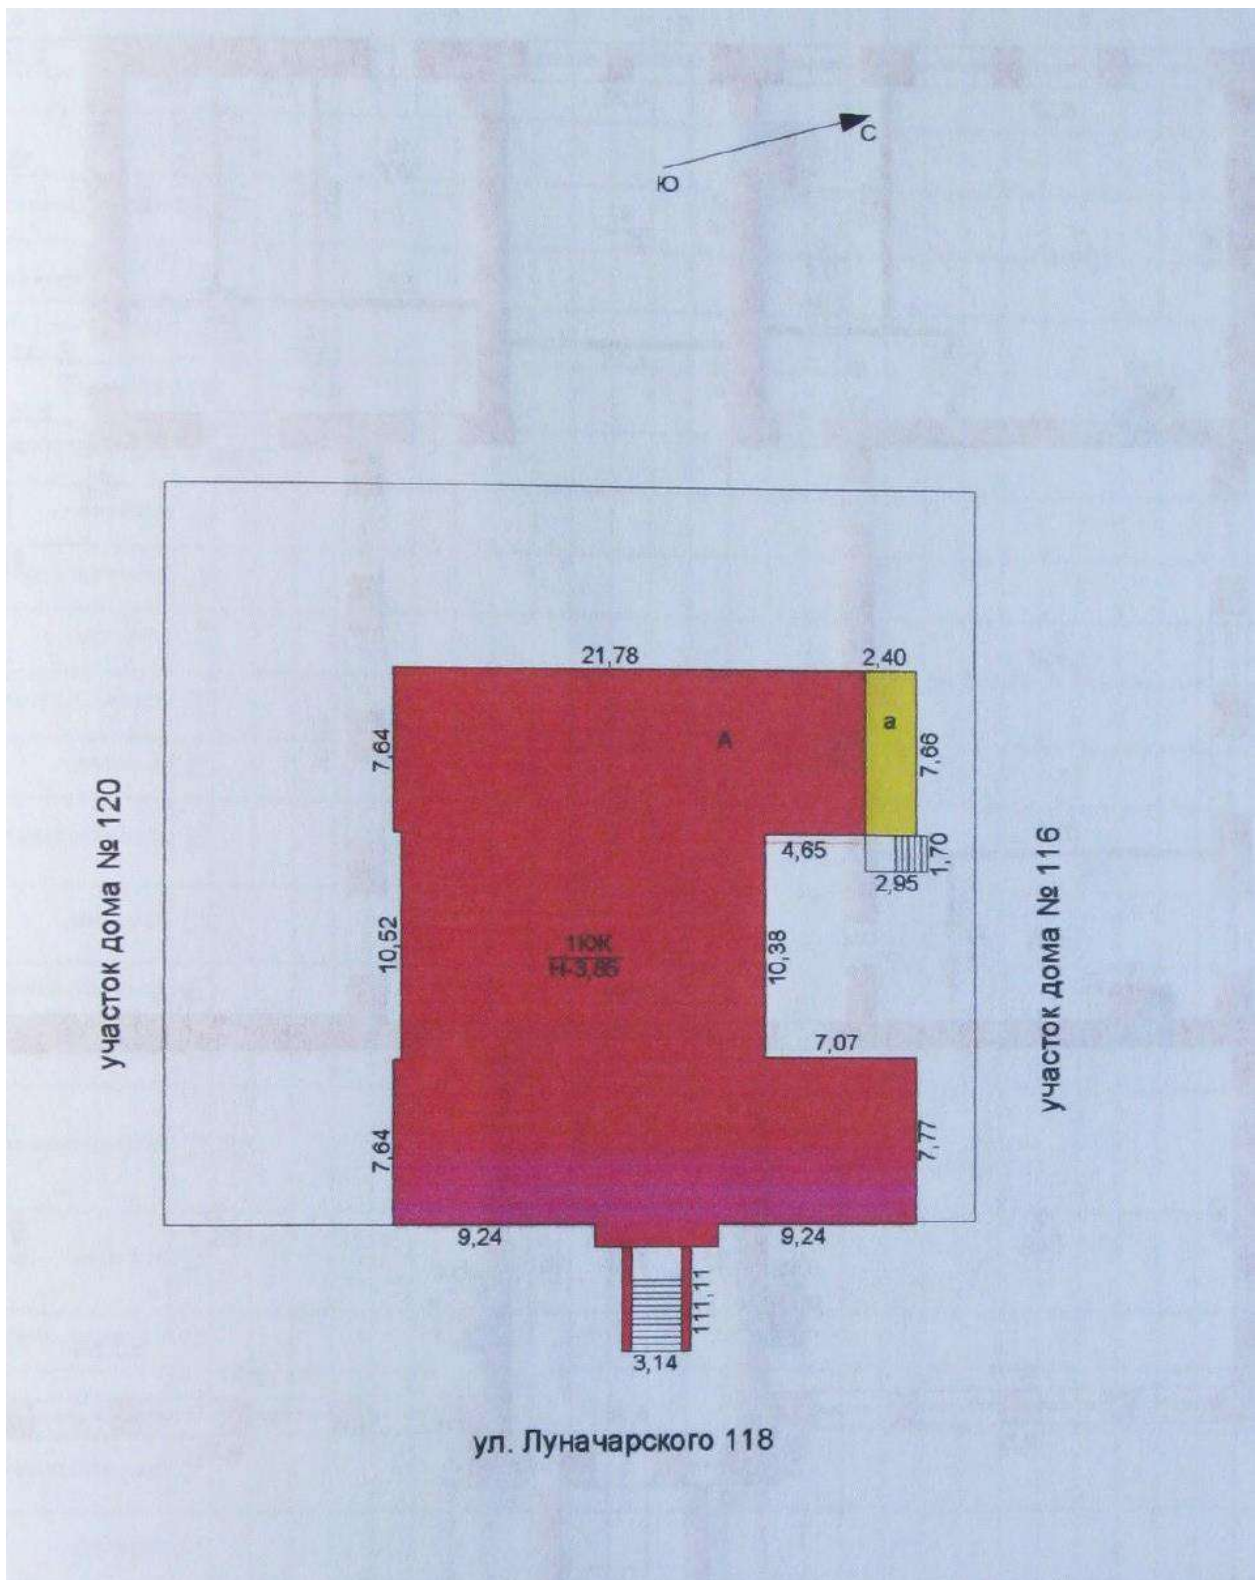 С
Ю
21,78
2,40
а
А
7,64
7,66
4,65
1,70
2,95
участок дома № 120
участок дома № 116
10,52
1ЮК
Н-3,85
10,38
7,07
7,64
7,77
9,24
9,24
111,11
3,14
ул. Луначарского 118